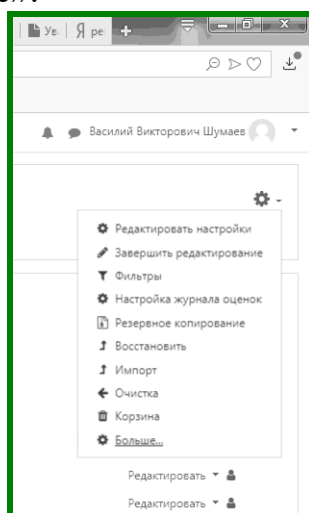 Ув.
Я ре
Василий Викторович Шумаев
Редактировать настройки
Завершить редактирование
Фильтры
Настройка журнала оценок
Резервное копирование
Восстановить
Импорт
Очистка
Корзина
Больше...
Редактировать
Редактировать